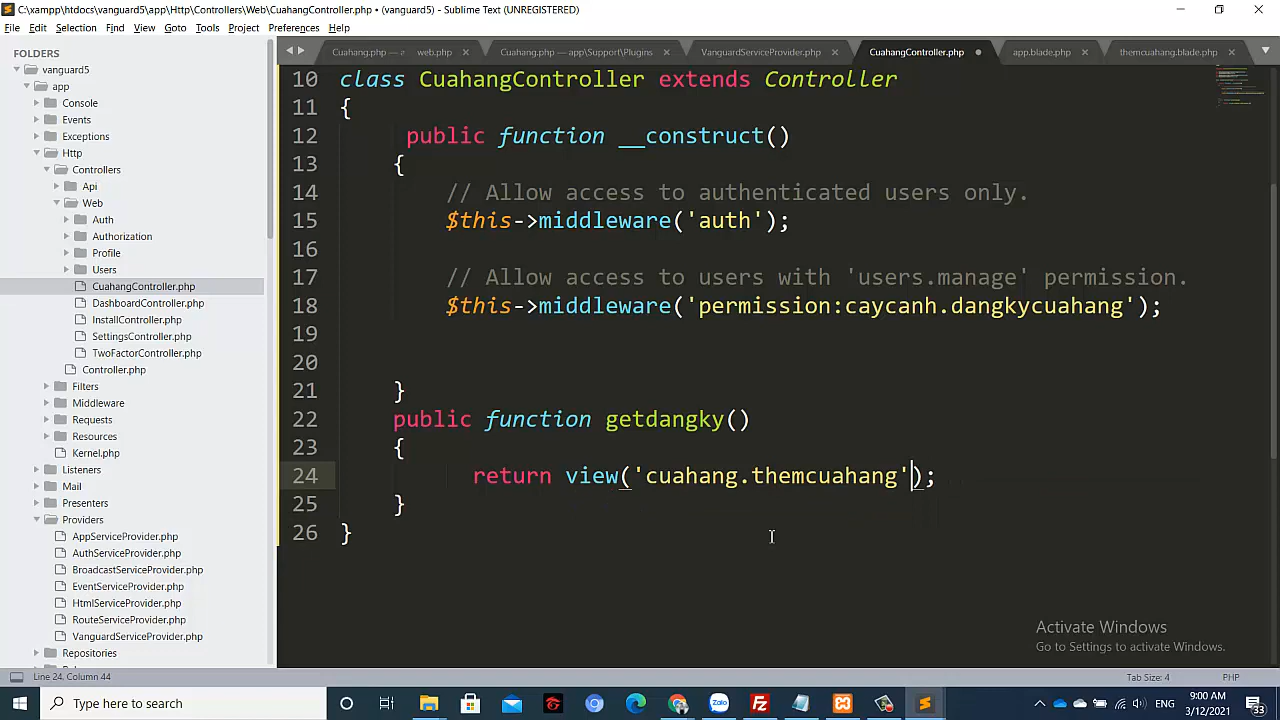 C:\xampp\htdocs\vanguard5\app\Http\Controllers\Web\CuahangController.php • (vanguard5) - Sublime Text (UNREGISTERED)
File Edit Selection Find View Goto Tools Project Preferences Help
FOLDERS
vanguard5
app
Console
Events
Exceptions
Http
Controllers
Api
Web
Auth
Authorization
Profile
Users
CuahangController.php
DashboardController.php
InstallController.php
SettingsController.php
TwoFactorController.php
Controller.php
Filters
Middleware
Requests
Resources
Kernel.php
Listeners
Mail
Presenters
Providers
AppServiceProvider.php
AuthServiceProvider.php
BroadcastServiceProvider.php
EventServiceProvider.php
HtmlServiceProvider.php
RouteServiceProvider.php
VanguardServiceProvider.php
Repositories
Cuahang.php — web.php × Cuahang.php — app\Support\Plugins × VanguardServiceProvider.php × CuahangController.php • app.blade.php × themcuahang.blade.php ×
10 class CuahangController extends Controller
11 {
12 public function __construct()
13 {
14 // Allow access to authenticated users only.
15 $this->middleware('auth');
16
17 // Allow access to users with 'users.manage' permission.
18 $this->middleware('permission:caycanh.dangkycuahang');
19
20
21 }
22 public function getdangky()
23 {
24 return view('cuahang.themcuahang');
25 }
26 }
Activate Windows
Go to Settings to activate Windows.
Line 24, Column 44 Tab Size: 4 PHP
Type here to search
Zalo
ENG
9:00 AM
3/12/2021
33